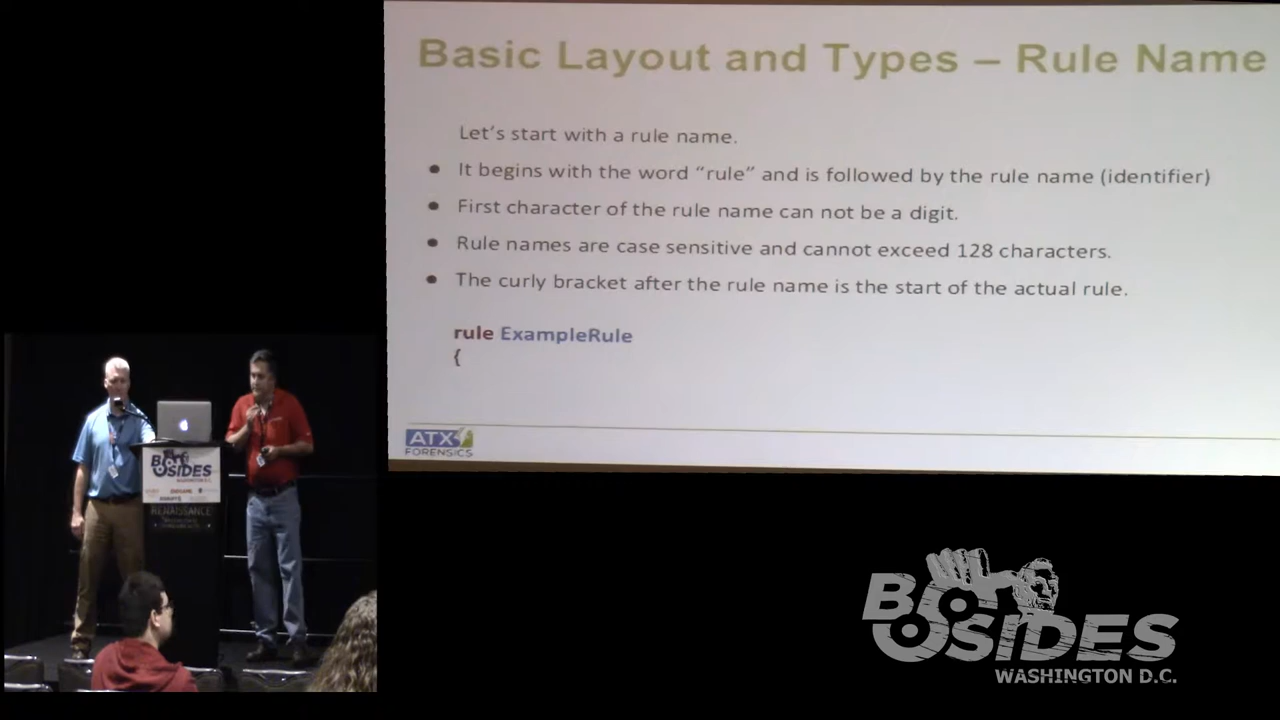 Basic Layout and Types – Rule Name
Let's start with a rule name.
It begins with the word “rule” and is followed by the rule name (identifier)
First character of the rule name can not be a digit.
Rule names are case sensitive and cannot exceed 128 characters.
The curly bracket after the rule name is the start of the actual rule.
rule ExampleRule
{
ATX
FORENSICS
BSIDES
WASHINGTON D.C.
RENAISSANCE
BSIDES
WASHINGTON D.C.